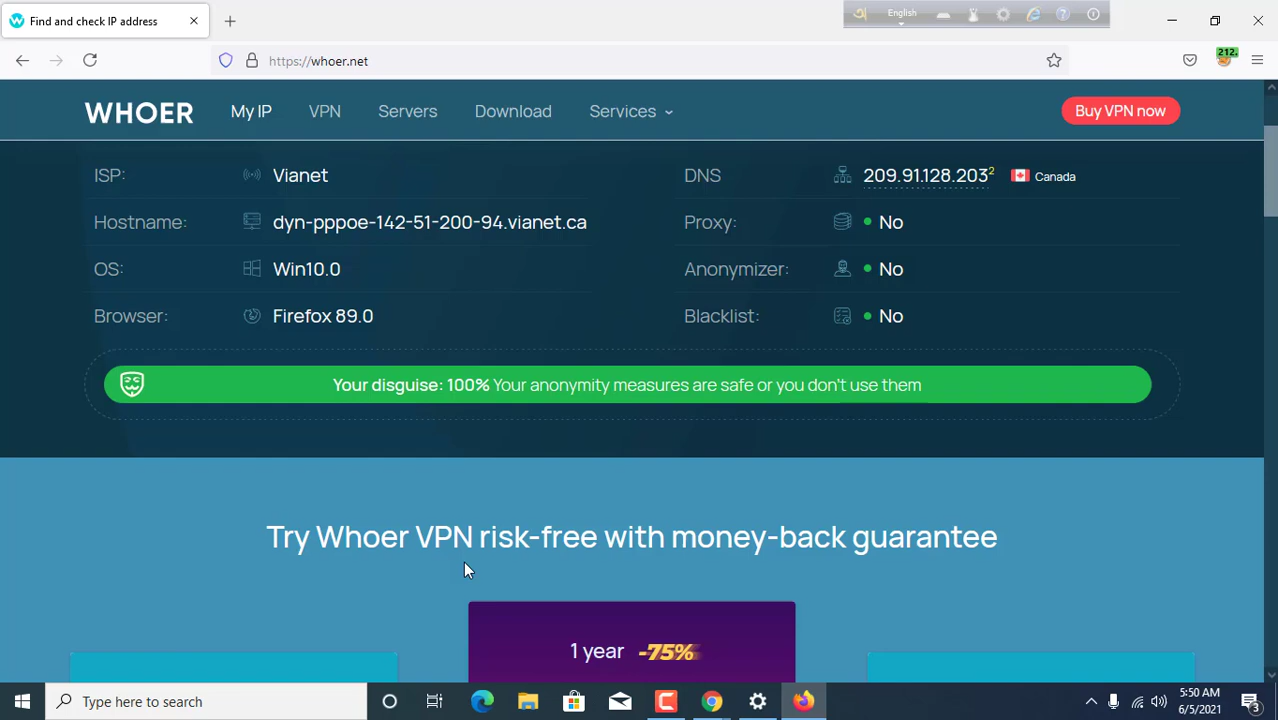 Find and check IP address
English
https://whoer.net
212.
WHOER
My IP
VPN
Servers
Download
Services
Buy VPN now
ISP:
Vianet
DNS
209.91.128.203²
Canada
Hostname:
dyn-pppoe-142-51-200-94.vianet.ca
Proxy:
No
OS:
Win10.0
Anonymizer:
No
Browser:
Firefox 89.0
Blacklist:
No
Your disguise: 100% Your anonymity measures are safe or you don't use them
Try Whoer VPN risk-free with money-back guarantee
1 year -75%
Type here to search
5:50 AM
6/5/2021
3